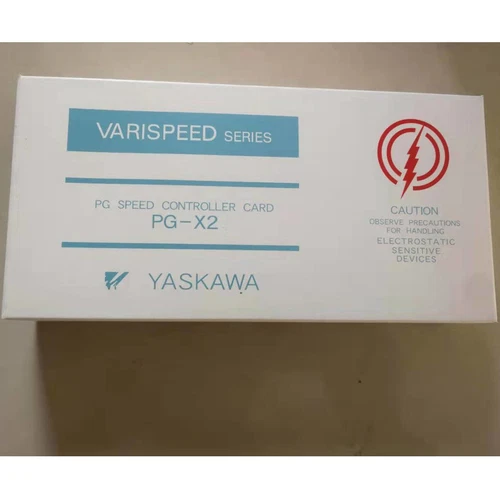 VARISPEED SERIES
PG SPEED CONTROLLER CARD
PG-X2
YASKAWA
CAUTION
OBSERVE PRECAUTIONS
FOR HANDLING
ELECTROSTATIC
SENSITIVE
DEVICES